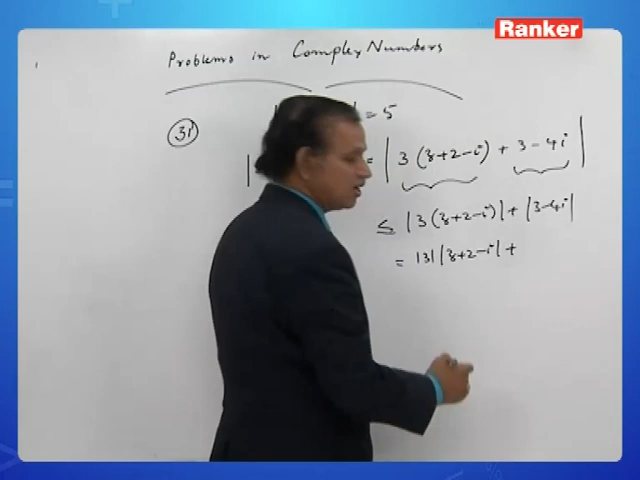 Ranker
Problems in Complex Numbers
31 = 5
| = | 3 (z+2-i) + 3-4i |
≤ | 3 (z+2-i) | + |3-4i|
= |3| |z+2-i| +